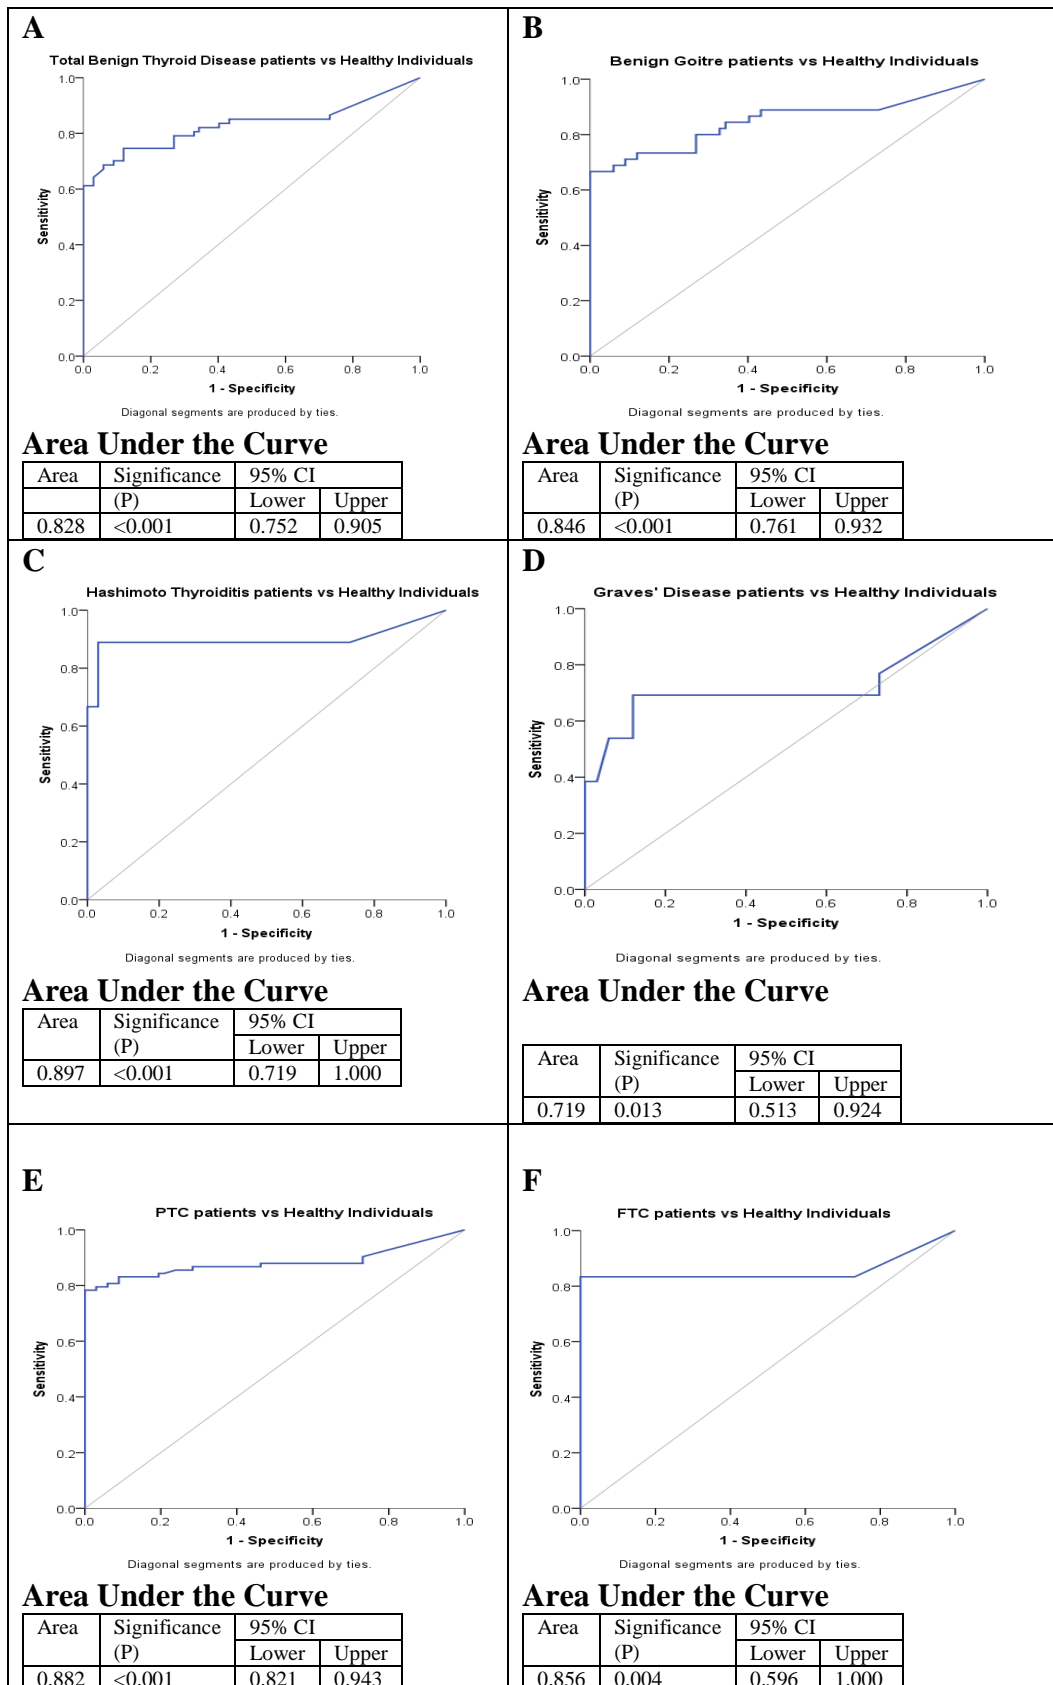 A
Total Benign Thyroid Disease patients vs Healthy Individuals
1.0
0.8
0.6
0.4
0.2
0.0
Sensitivity
0.0 0.2 0.4 0.6 0.8 1.0
1 - Specificity
Diagonal segments are produced by ties.
Area Under the Curve
Area Significance 95% CI
(P) Lower Upper
0.828 <0.001 0.752 0.905
B
Benign Goitre patients vs Healthy Individuals
1.0
0.8
0.6
0.4
0.2
0.0
Sensitivity
0.0 0.2 0.4 0.6 0.8 1.0
1 - Specificity
Diagonal segments are produced by ties.
Area Under the Curve
Area Significance 95% CI
(P) Lower Upper
0.846 <0.001 0.761 0.932
C
Hashimoto Thyroiditis patients vs Healthy Individuals
1.0
0.8
0.6
0.4
0.2
0.0
Sensitivity
0.0 0.2 0.4 0.6 0.8 1.0
1 - Specificity
Diagonal segments are produced by ties.
Area Under the Curve
Area Significance 95% CI
(P) Lower Upper
0.897 <0.001 0.719 1.000
D
Graves' Disease patients vs Healthy Individuals
1.0
0.8
0.6
0.4
0.2
0.0
Sensitivity
0.0 0.2 0.4 0.6 0.8 1.0
1 - Specificity
Diagonal segments are produced by ties.
Area Under the Curve
Area Significance 95% CI
(P) Lower Upper
0.719 0.013 0.513 0.924
E
PTC patients vs Healthy Individuals
1.0
0.8
0.6
0.4
0.2
0.0
Sensitivity
0.0 0.2 0.4 0.6 0.8 1.0
1 - Specificity
Diagonal segments are produced by ties.
Area Under the Curve
Area Significance 95% CI
(P) Lower Upper
0.882 <0.001 0.821 0.943
F
FTC patients vs Healthy Individuals
1.0
0.8
0.6
0.4
0.2
0.0
Sensitivity
0.0 0.2 0.4 0.6 0.8 1.0
1 - Specificity
Diagonal segments are produced by ties.
Area Under the Curve
Area Significance 95% CI
(P) Lower Upper
0.856 0.004 0.596 1.000